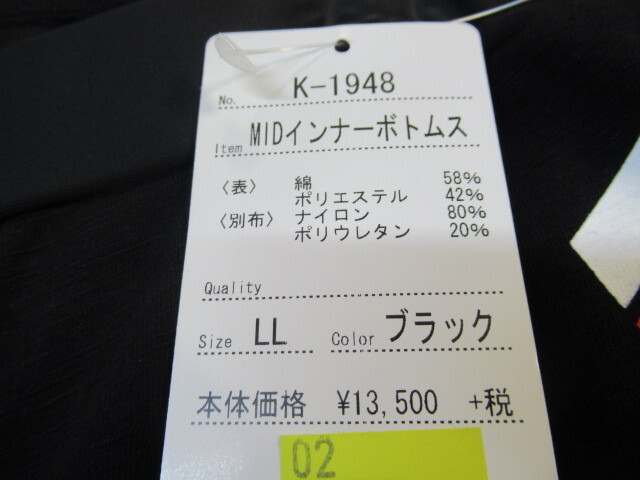 No. K-1948
Item MIDインナーボトムス
〈表〉 綿 58%
ポリエステル 42%
〈別布〉 ナイロン 80%
ポリウレタン 20%
Quality
Size LL Color ブラック
本体価格 ¥13,500 +税
02